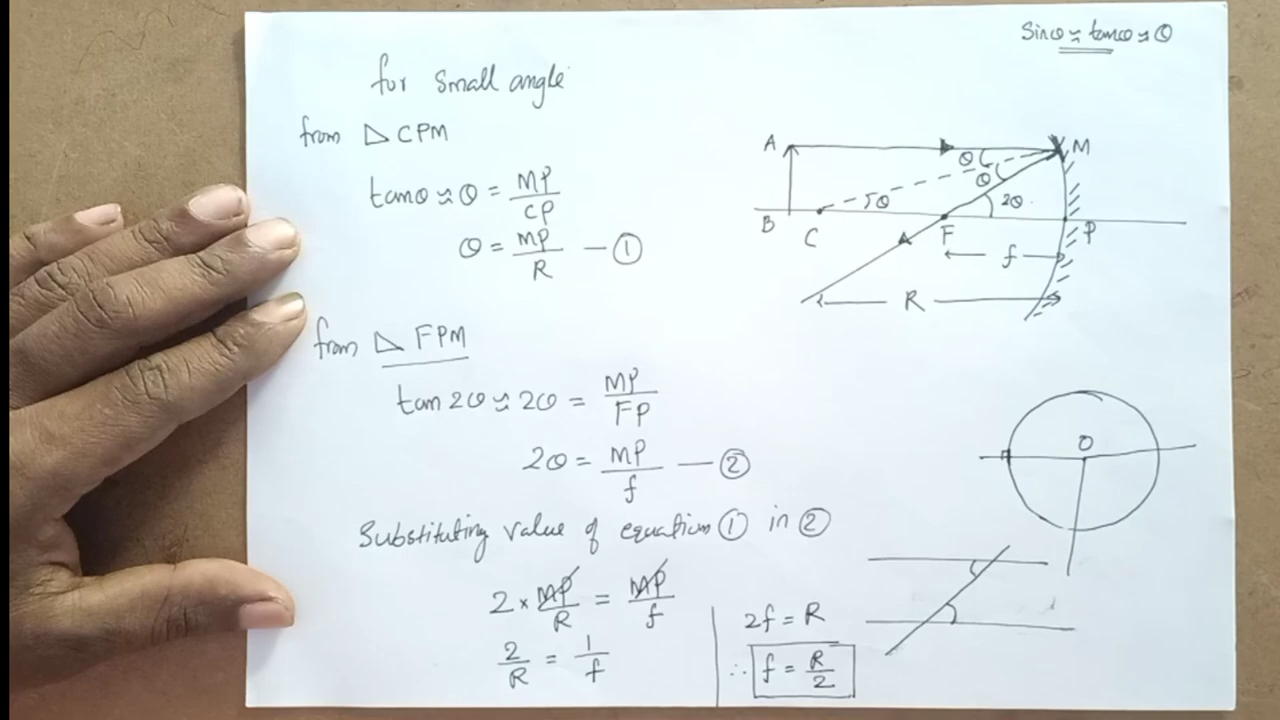 Sinθ ≈ tanθ ≈ θ
for small angle
from △ CPM
tanθ ≈ θ = MP/CP
θ = MP/R — ①
from △ FPM
tan 2θ ≈ 2θ = MP/FP
2θ = MP/f — ②
Substituting value of equation ① in ②
2 × MP/R = MP/f
2/R = 1/f
2f = R
∴ f = R/2
A
M
θ
θ
θ
2θ
B
C
F
P
f
R
O